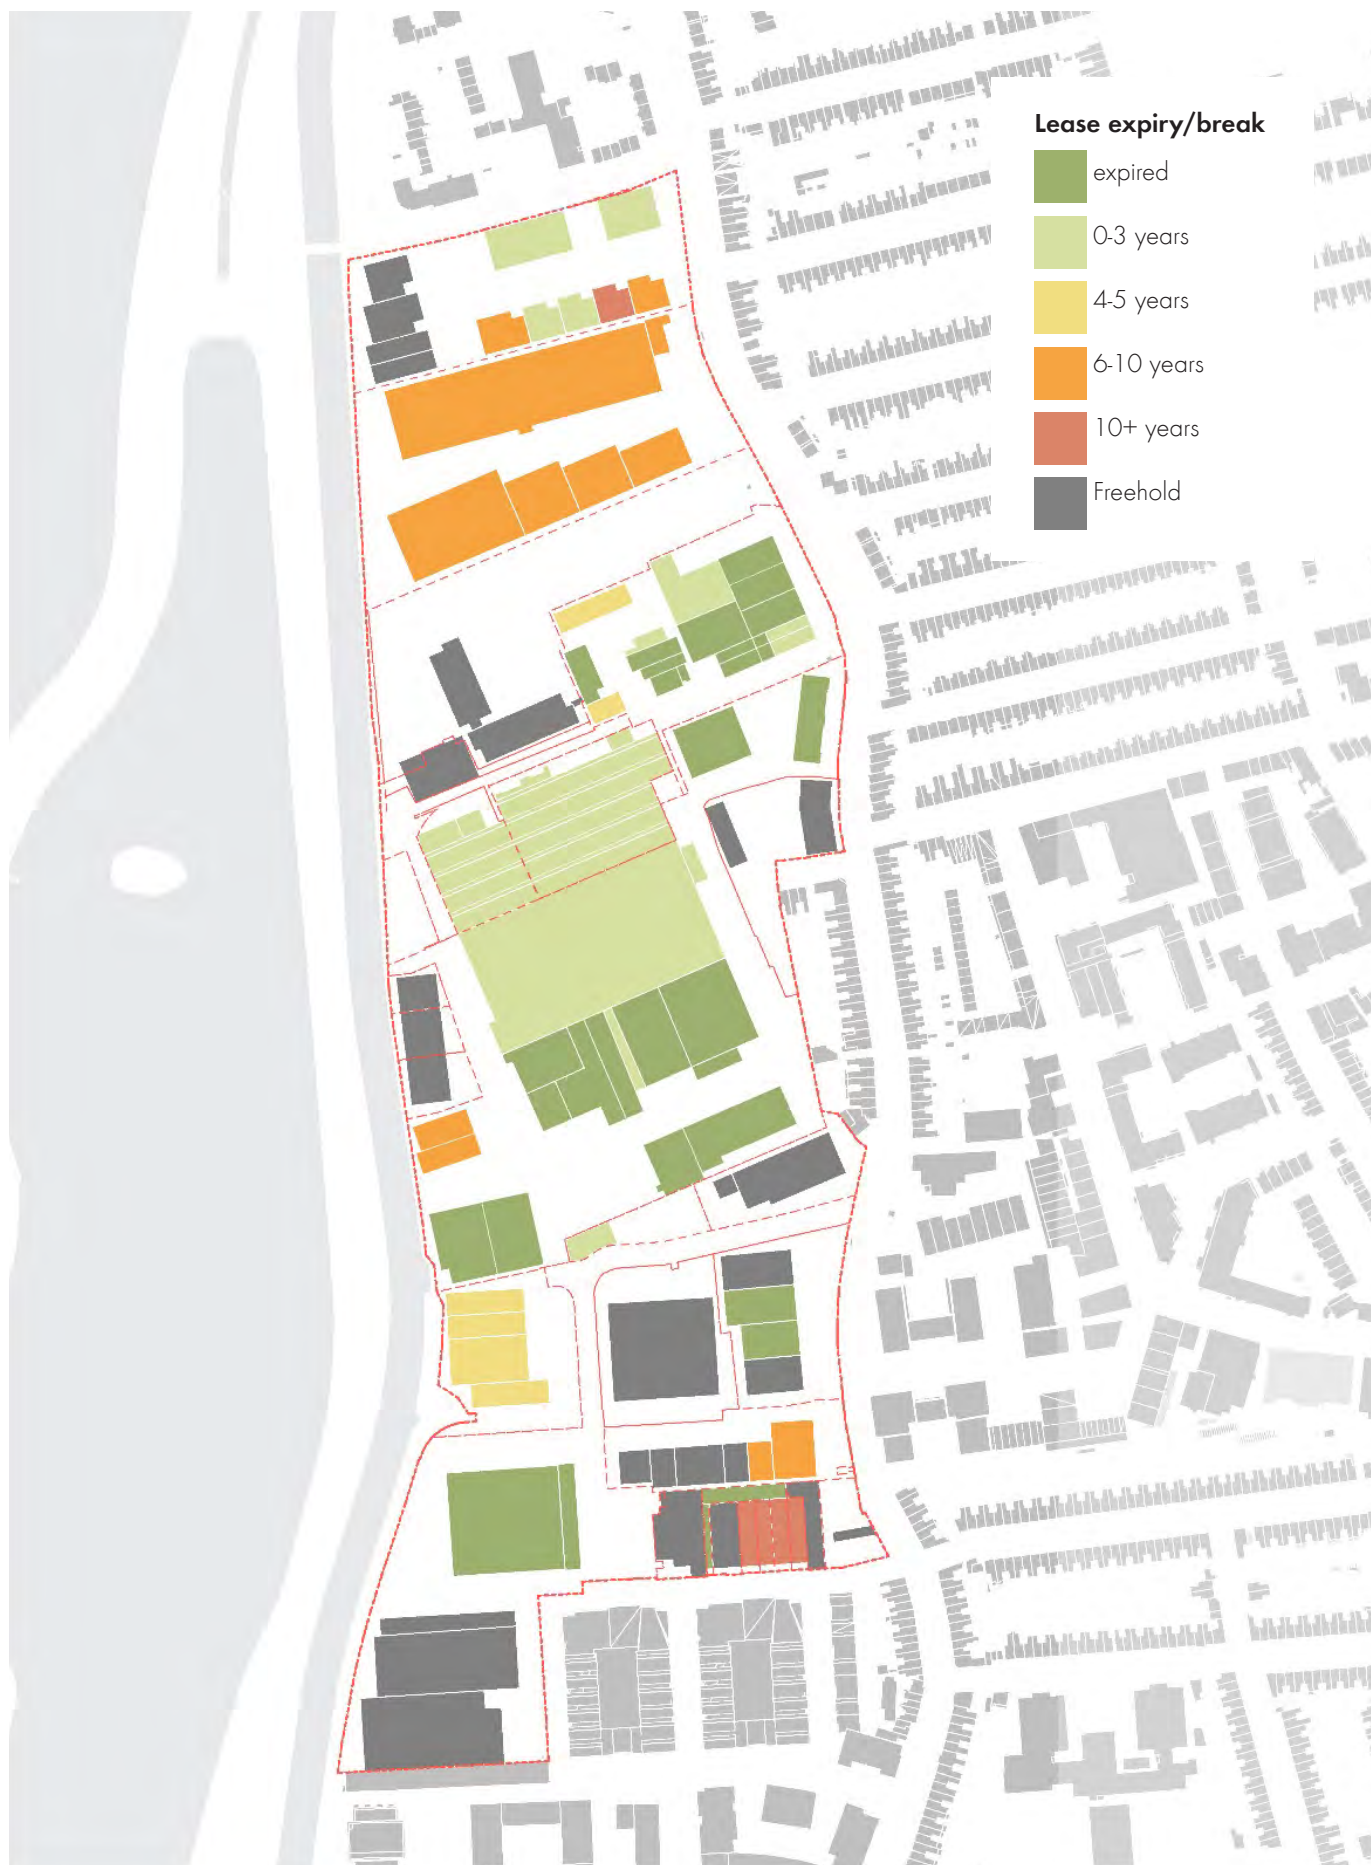 Lease expiry/break
expired
0-3 years
4-5 years
6-10 years
10+ years
Freehold